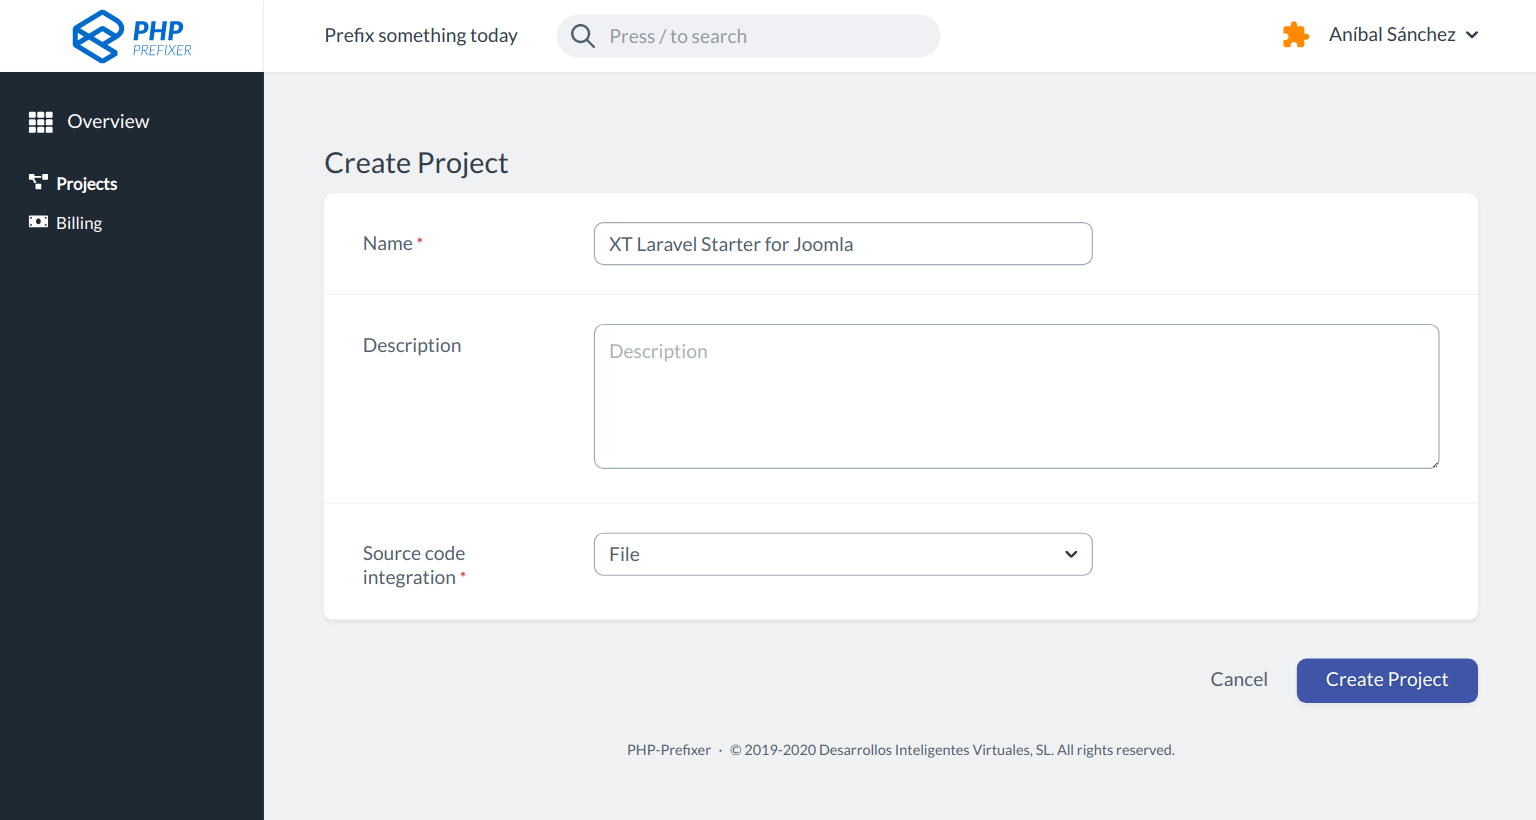 PHP
PREFIXER
Prefix something today
Press / to search
Aníbal Sánchez
Overview
Projects
Billing
Create Project
Name *
XT Laravel Starter for Joomla
Description
Description
Source code
integration *
File
Cancel
Create Project
PHP-Prefixer · © 2019-2020 Desarrollos Inteligentes Virtuales, SL. All rights reserved.